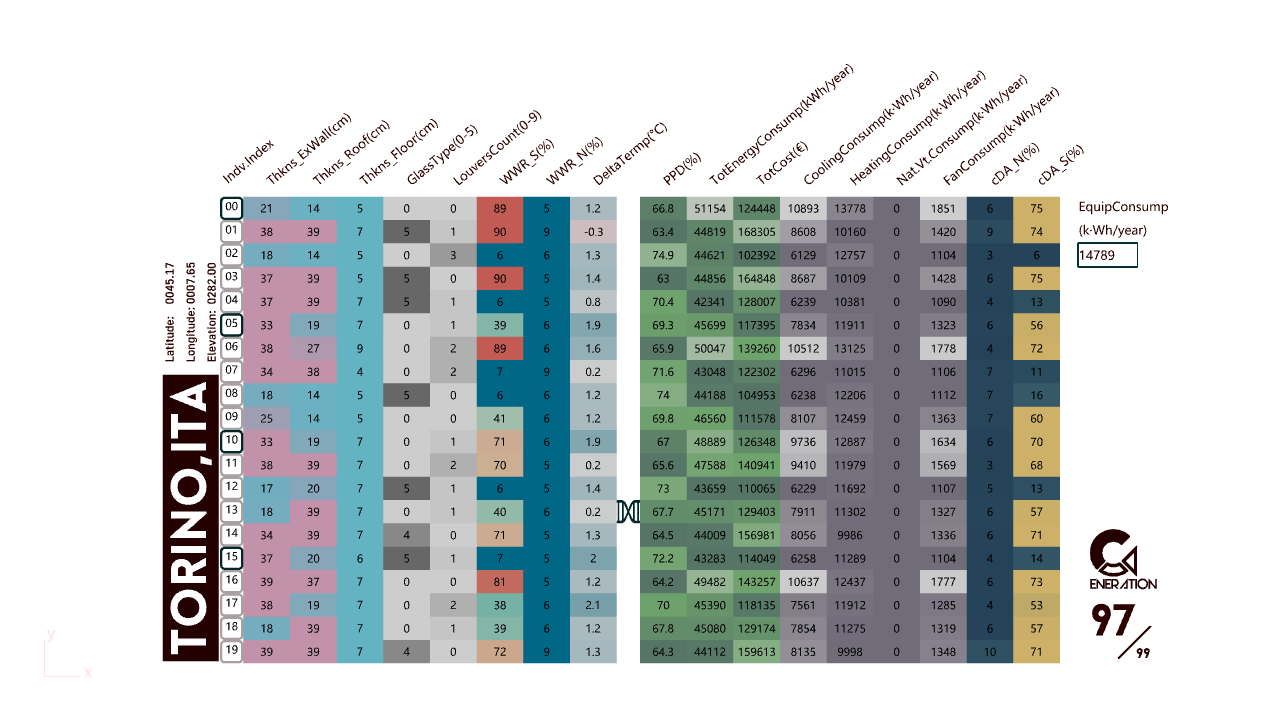 Indv.Index Thkns_ExWall(cm) Thkns_Roof(cm) Thkns_Floor(cm) GlassType(0-5) LouversCount(0-9) WWR_S(%) WWR_N(%) DeltaTermp(°C) PPD(%) TotEnergyConsump(kWh/year) TotCost(€) CoolingConsump(k·Wh/year) HeatingConsump(k·Wh/year) Nat.Vt.Consump(k·Wh/year) FanConsump(k·Wh/year) cDA_N(%) cDA_S(%)
00 21 14 5 0 0 89 5 1.2 66.8 51154 124448 10893 13778 0 1851 6 75
01 38 39 7 5 1 90 9 -0.3 63.4 44819 168305 8608 10160 0 1420 9 74
02 18 14 5 0 3 6 6 1.3 74.9 44621 102392 6129 12757 0 1104 3 6
03 37 39 5 5 0 90 5 1.4 63 44856 164848 8687 10109 0 1428 6 75
04 37 39 7 5 1 6 5 0.8 70.4 42341 128007 6239 10381 0 1090 4 13
05 33 19 7 0 1 39 6 1.9 69.3 45699 117395 7834 11911 0 1323 6 56
06 38 27 9 0 2 89 6 1.6 65.9 50047 139260 10512 13125 0 1778 4 72
07 34 38 4 0 2 7 9 0.2 71.6 43048 122302 6296 11015 0 1106 7 11
08 18 14 5 5 0 6 6 1.2 74 44188 104953 6238 12206 0 1112 7 16
09 25 14 5 0 0 41 6 1.2 69.8 46560 111578 8107 12459 0 1363 7 60
10 33 19 7 0 1 71 6 1.9 67 48889 126348 9736 12887 0 1634 6 70
11 38 39 7 0 2 70 5 0.2 65.6 47588 140941 9410 11979 0 1569 3 68
12 17 20 7 5 1 6 5 1.4 73 43659 110065 6229 11692 0 1107 5 13
13 18 39 7 0 1 40 6 0.2 67.7 45171 129403 7911 11302 0 1327 6 57
14 34 39 7 4 0 71 5 1.3 64.5 44009 156981 8056 9986 0 1336 6 71
15 37 20 6 5 1 7 5 2 72.2 43283 114049 6258 11289 0 1104 4 14
16 39 37 7 0 0 81 5 1.2 64.2 49482 143257 10637 12437 0 1777 6 73
17 38 19 7 0 2 38 6 2.1 70 45390 118135 7561 11912 0 1285 4 53
18 18 39 7 0 1 39 6 1.2 67.8 45080 129174 7854 11275 0 1319 6 57
19 39 39 7 4 0 72 9 1.3 64.3 44112 159613 8135 9998 0 1348 10 71
EquipConsump
(k·Wh/year)
14789
Latitude: 0045.17
Longitude: 0007.65
Elevation: 0282.00
TORINO,ITA
ENERATION
97/99
y
x